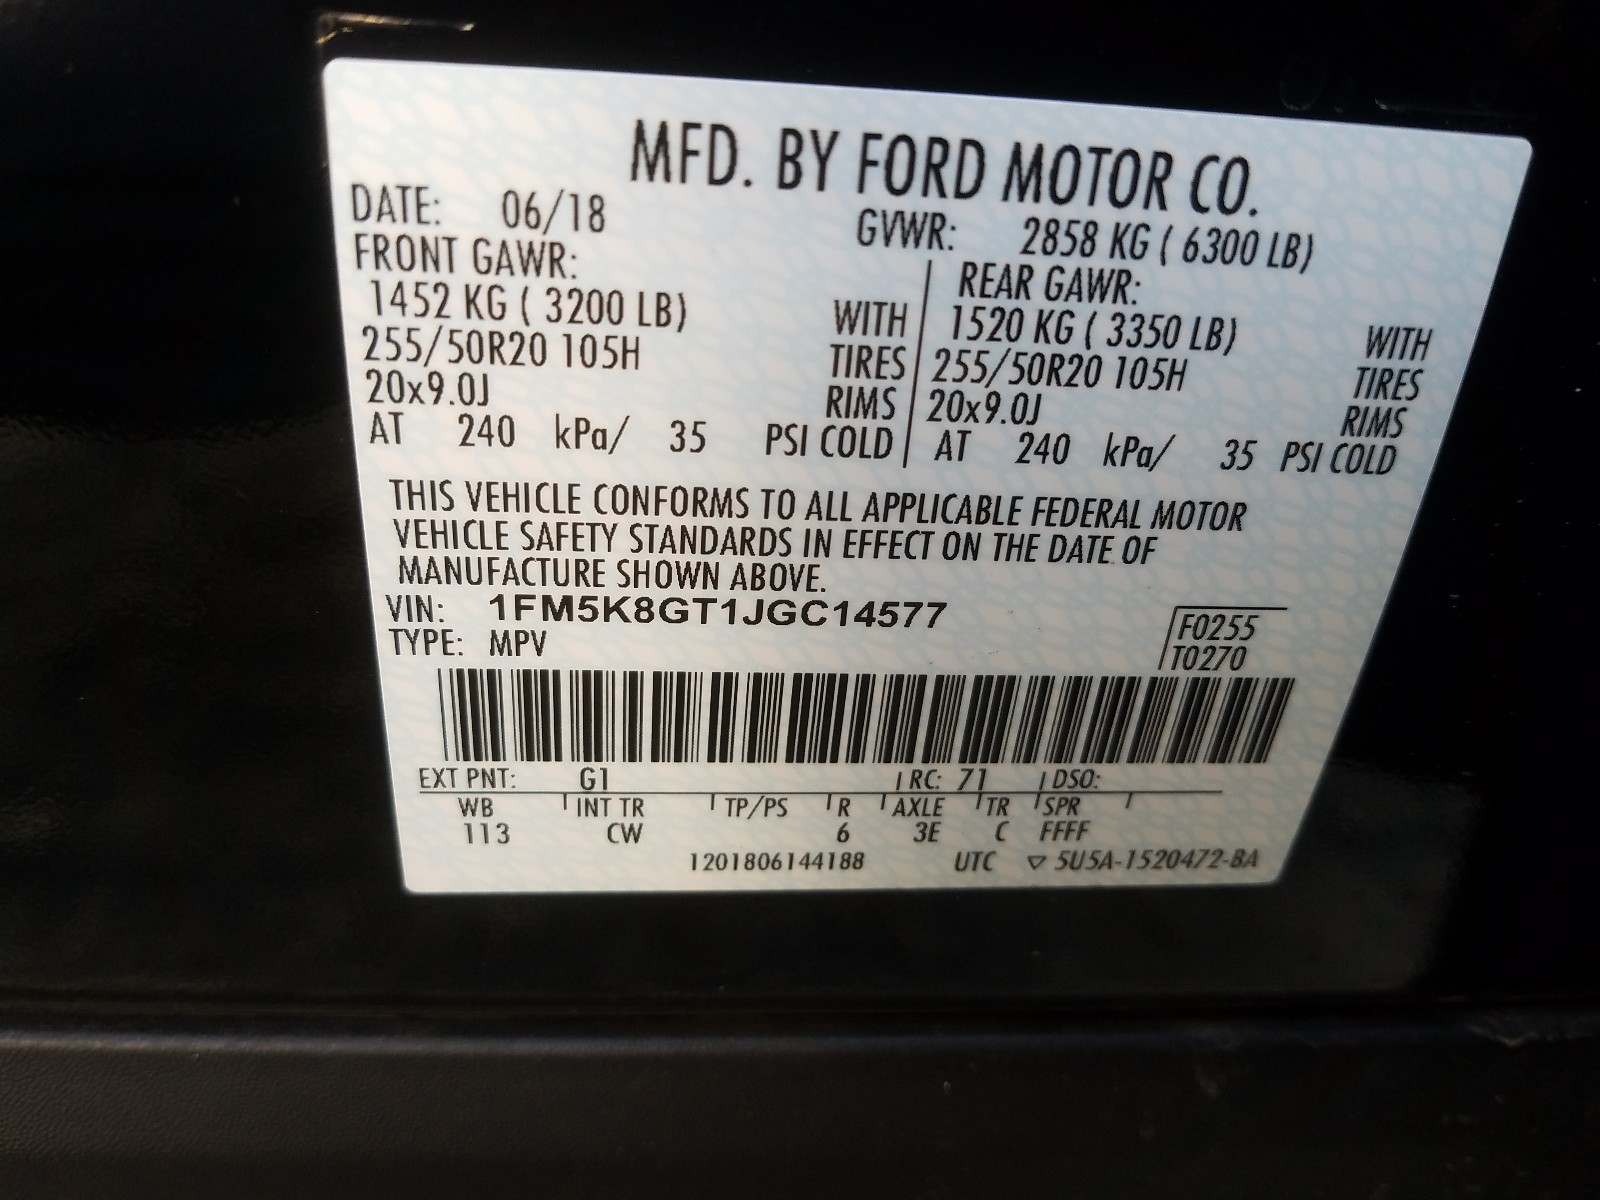 MFD. BY FORD MOTOR CO.
DATE: 06/18 GVWR: 2858 KG ( 6300 LB)
FRONT GAWR: REAR GAWR:
1452 KG ( 3200 LB) WITH 1520 KG ( 3350 LB) WITH
255/50R20 105H TIRES 255/50R20 105H TIRES
20x9.0J RIMS 20x9.0J RIMS
AT 240 kPa/ 35 PSI COLD AT 240 kPa/ 35 PSI COLD
THIS VEHICLE CONFORMS TO ALL APPLICABLE FEDERAL MOTOR
VEHICLE SAFETY STANDARDS IN EFFECT ON THE DATE OF
MANUFACTURE SHOWN ABOVE.
VIN: 1FM5K8GT1JGC14577 F0255
TYPE: MPV T0270
EXT PNT: G1 RC: 71 DSO:
WB INT TR TP/PS R AXLE TR SPR
113 CW 6 3E C FFFF
1201806144188 UTC ▽ 5U5A-1520472-BA